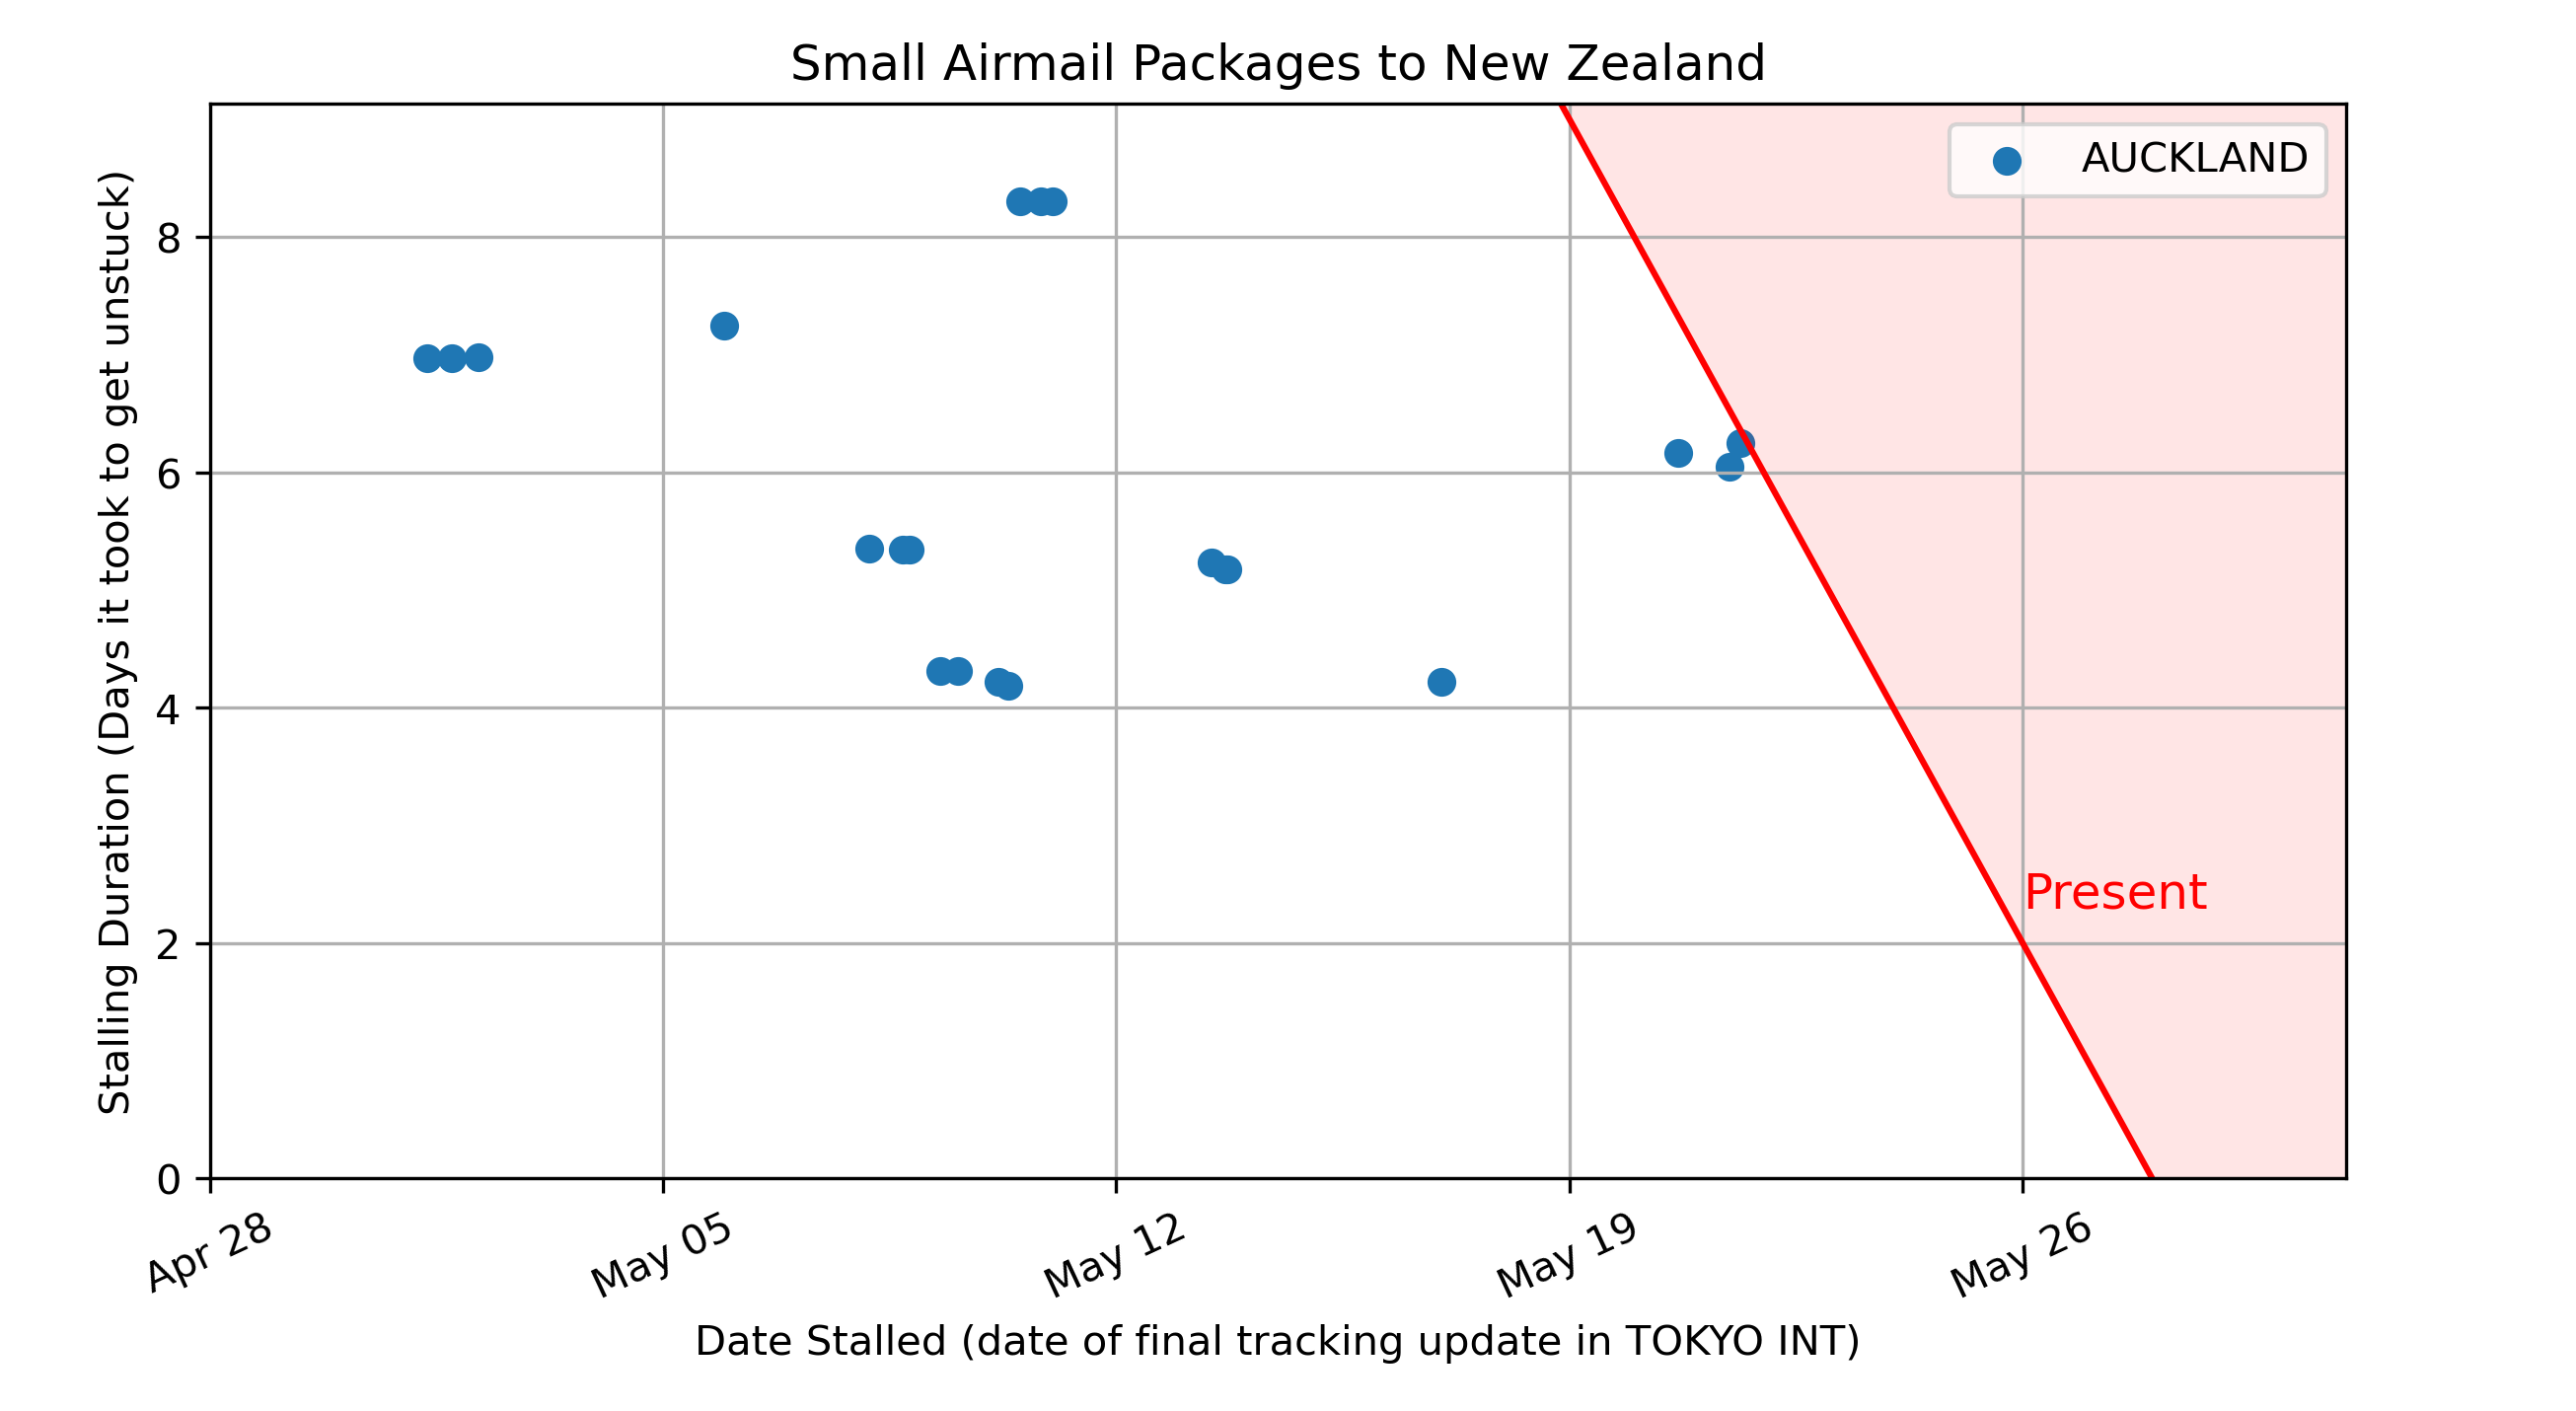 Small Airmail Packages to New Zealand
AUCKLAND
Stalling Duration (Days it took to get unstuck)
8
6
4
2
0
Present
Apr 28
May 05
May 12
May 19
May 26
Date Stalled (date of final tracking update in TOKYO INT)